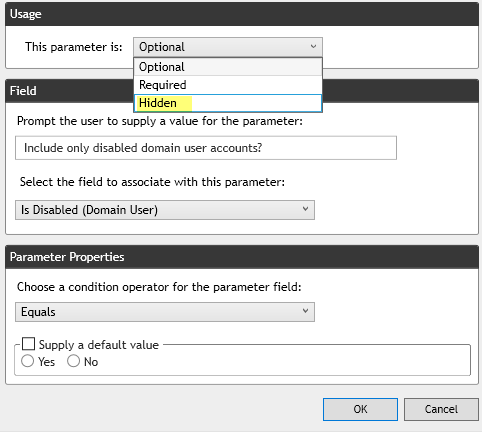 Usage
This parameter is: Optional
Optional
Required
Hidden
Field
Prompt the user to supply a value for the parameter:
Include only disabled domain user accounts?
Select the field to associate with this parameter:
Is Disabled (Domain User)
Parameter Properties
Choose a condition operator for the parameter field:
Equals
Supply a default value
Yes No
OK Cancel